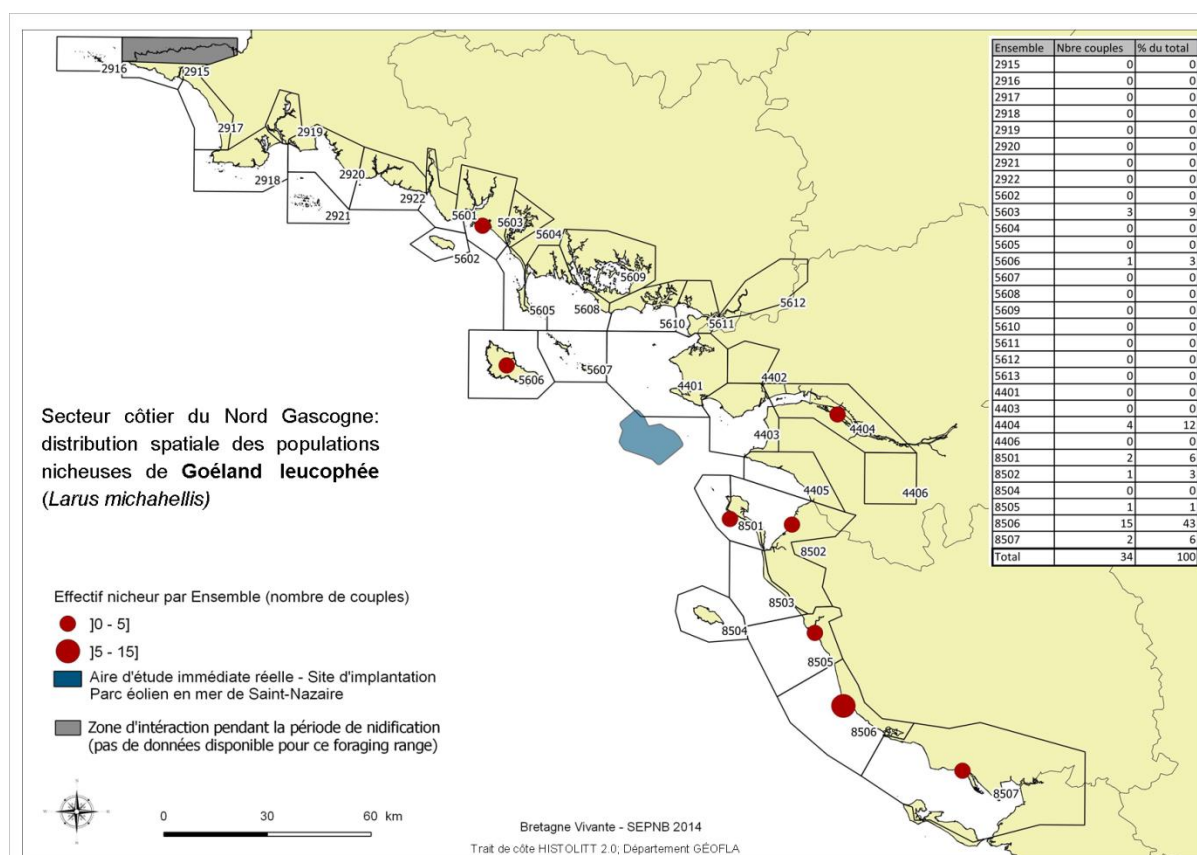 2916
2915
2917
2919
2918
2920
2921
2922
5601
5603
5602
5604
5609
5605
5608
5610
5611
5612
5606
5607
4401
4402
4403
4404
4405
4406
8501
8502
8503
8504
8505
8506
8507
Ensemble Nbre couples % du total
2915 0 0
2916 0 0
2917 0 0
2918 0 0
2919 0 0
2920 0 0
2921 0 0
2922 0 0
5602 0 0
5603 3 9
5604 0 0
5605 0 0
5606 1 3
5607 0 0
5608 0 0
5609 0 0
5610 0 0
5611 0 0
5612 0 0
5613 0 0
4401 0 0
4403 0 0
4404 4 12
4406 0 0
8501 2 6
8502 1 3
8504 0 0
8505 1 1
8506 15 43
8507 2 6
Total 34 100
Secteur côtier du Nord Gascogne:
distribution spatiale des populations
nicheuses de Goéland leucophée
(Larus michahellis)
Effectif nicheur par Ensemble (nombre de couples)
]0 - 5]
]5 - 15]
Aire d'étude immédiate réelle - Site d'implantation
Parc éolien en mer de Saint-Nazaire
Zone d'intéraction pendant la période de nidification
(pas de données disponible pour ce foraging range)
0 30 60 km
Bretagne Vivante - SEPNB 2014
Trait de côte HISTOLITT 2.0; Département GÉOFLA